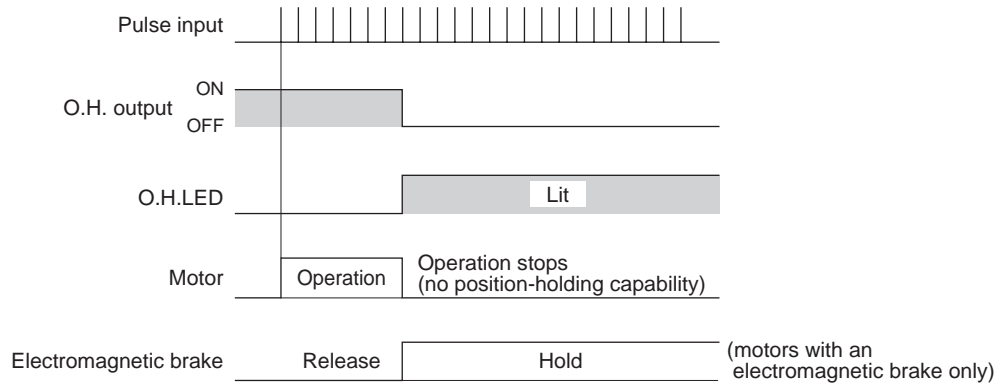 Pulse input
ON
O.H. output
OFF
O.H.LED
Lit
Motor
Operation
Operation stops
(no position-holding capability)
Electromagnetic brake
Release
Hold
(motors with an
electromagnetic brake only)